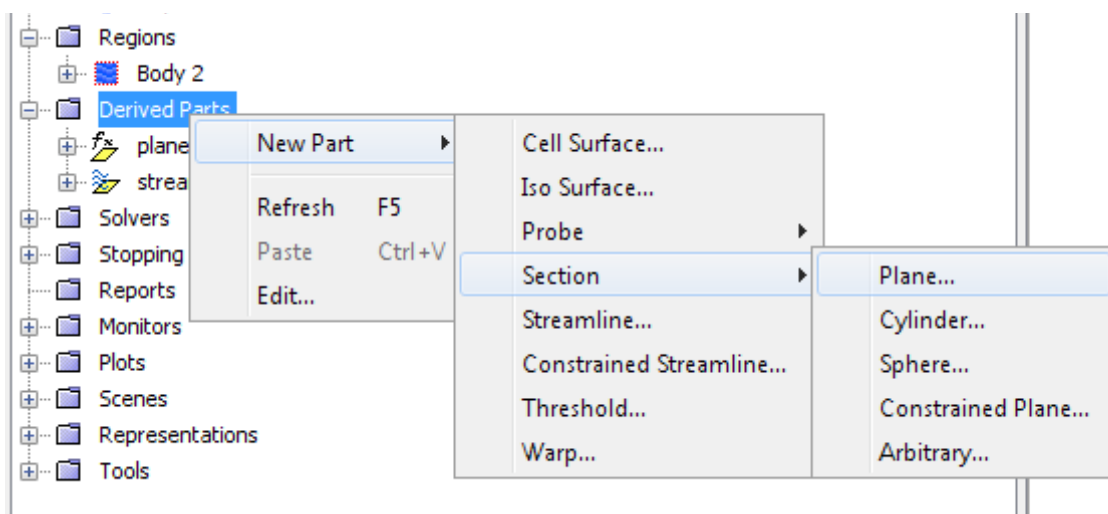 Regions
Body 2
Derived Parts
plane
strea
Solvers
Stopping
Reports
Monitors
Plots
Scenes
Representations
Tools
New Part
Refresh F5
Paste Ctrl+V
Edit...
Cell Surface...
Iso Surface...
Probe
Section
Streamline...
Constrained Streamline...
Threshold...
Warp...
Plane...
Cylinder...
Sphere...
Constrained Plane...
Arbitrary...